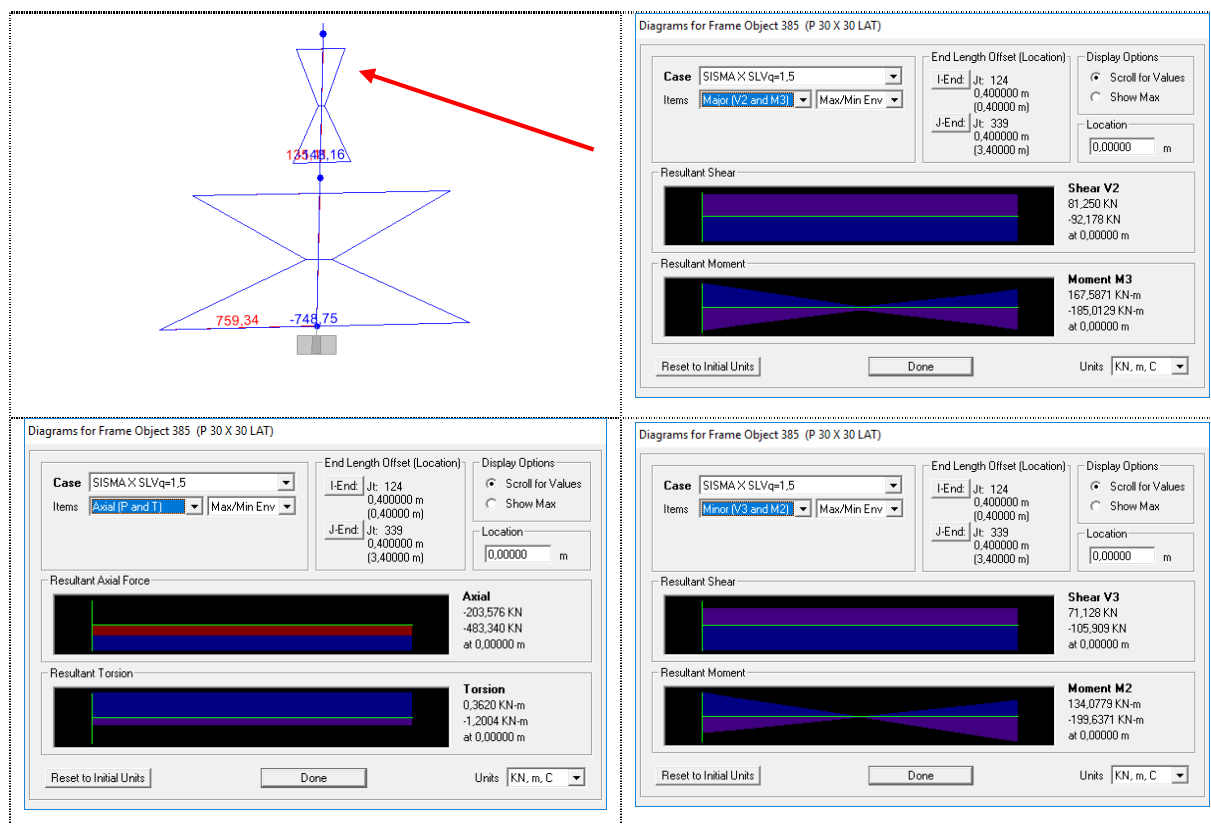 135,11
-148,16
759,34
-748,75
Diagrams for Frame Object 385 (P 30 X 30 LAT)
Case SISMA X SLVq=1,5
Items Major (V2 and M3) Max/Min Env
End Length Offset (Location)
I-End: Jt: 124
0,400000 m
(0,40000 m)
J-End: Jt: 339
0,400000 m
(3,40000 m)
Display Options
Scroll for Values
Show Max
Location
0,00000 m
Resultant Shear
Shear V2
81,250 KN
-92,178 KN
at 0,00000 m
Resultant Moment
Moment M3
167,5871 KN-m
-185,0129 KN-m
at 0,00000 m
Reset to Initial Units
Done
Units KN, m, C
Diagrams for Frame Object 385 (P 30 X 30 LAT)
Case SISMA X SLVq=1,5
Items Axial (P and T) Max/Min Env
End Length Offset (Location)
I-End: Jt: 124
0,400000 m
(0,40000 m)
J-End: Jt: 339
0,400000 m
(3,40000 m)
Display Options
Scroll for Values
Show Max
Location
0,00000 m
Resultant Axial Force
Axial
-203,576 KN
-483,340 KN
at 0,00000 m
Resultant Torsion
Torsion
0,3620 KN-m
-1,2004 KN-m
at 0,00000 m
Reset to Initial Units
Done
Units KN, m, C
Diagrams for Frame Object 385 (P 30 X 30 LAT)
Case SISMA X SLVq=1,5
Items Minor (V3 and M2) Max/Min Env
End Length Offset (Location)
I-End: Jt: 124
0,400000 m
(0,40000 m)
J-End: Jt: 339
0,400000 m
(3,40000 m)
Display Options
Scroll for Values
Show Max
Location
0,00000 m
Resultant Shear
Shear V3
71,128 KN
-105,909 KN
at 0,00000 m
Resultant Moment
Moment M2
134,0779 KN-m
-199,6371 KN-m
at 0,00000 m
Reset to Initial Units
Done
Units KN, m, C